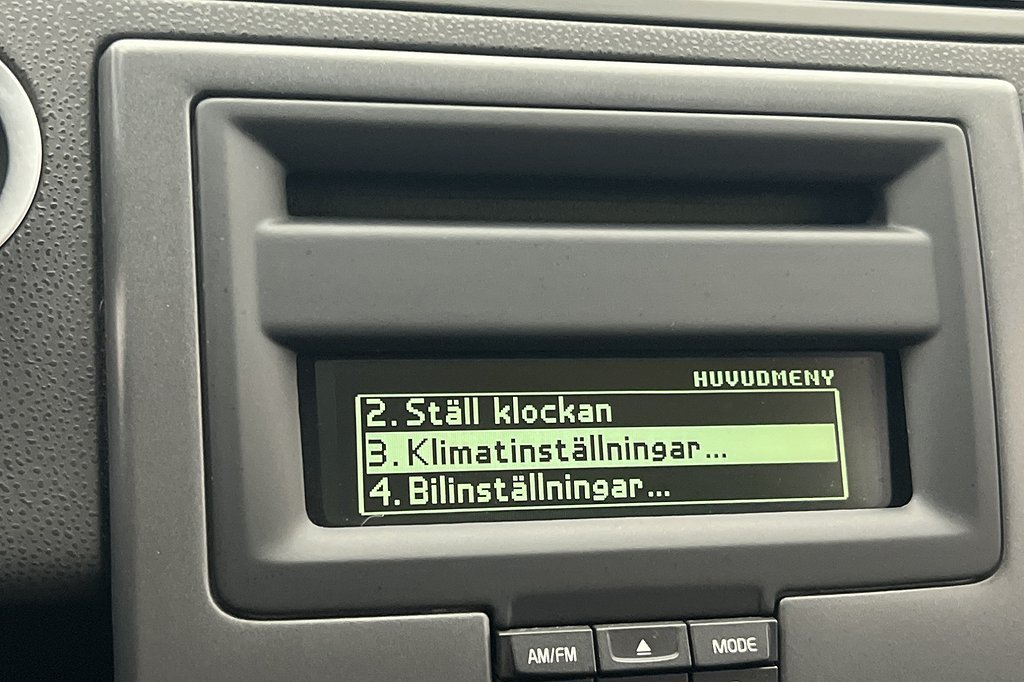 HUVUDMENY
2. Ställ klockan
3. Klimatinställningar...
4. Bilinställningar...
AM/FM
MODE